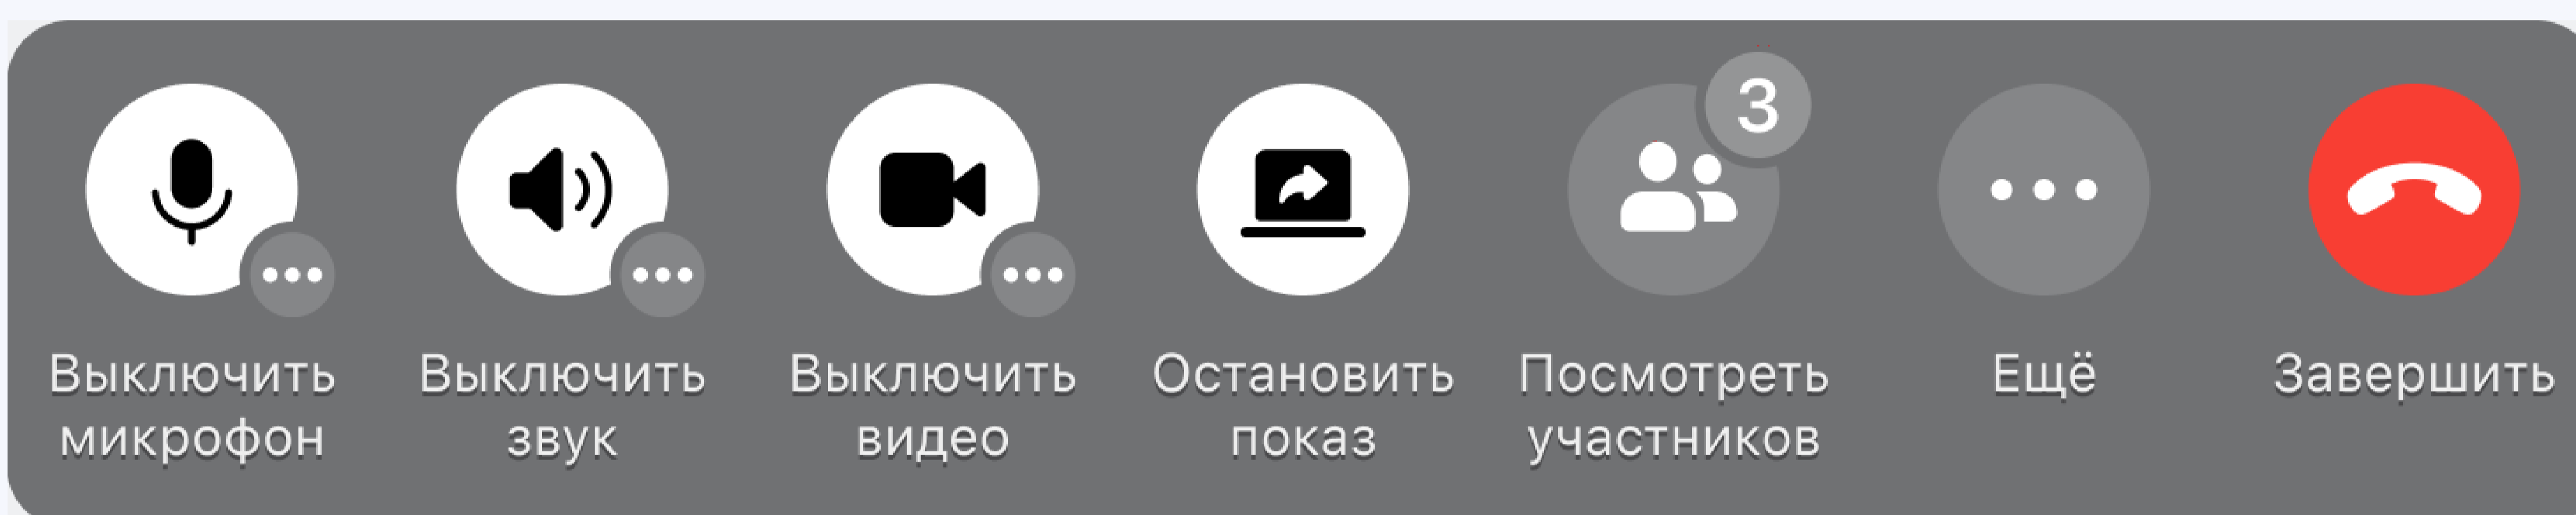 3
Выключить
микрофон
Выключить
звук
Выключить
видео
Остановить
показ
Посмотреть
участников
Ещё
Завершить